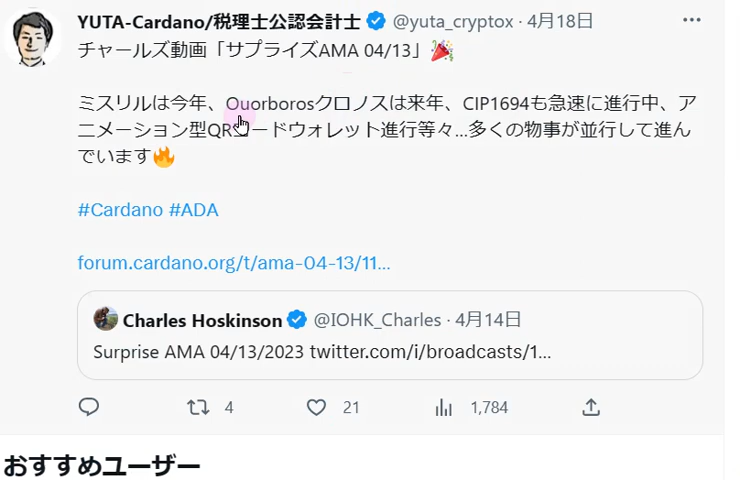 YUTA-Cardano/税理士公認会計士 @yuta_cryptox · 4月18日
チャールズ動画「サプライズAMA 04/13」🎉
ミスリルは今年、Ouorborosクロノスは来年、CIP1694も急速に進行中、ア
ニメーション型QRコードウォレット進行等々...多くの物事が並行して進ん
でいます🔥
#Cardano #ADA
forum.cardano.org/t/ama-04-13/11...
Charles Hoskinson @IOHK_Charles · 4月14日
Surprise AMA 04/13/2023 twitter.com/i/broadcasts/1...
4 21 1,784
おすすめユーザー